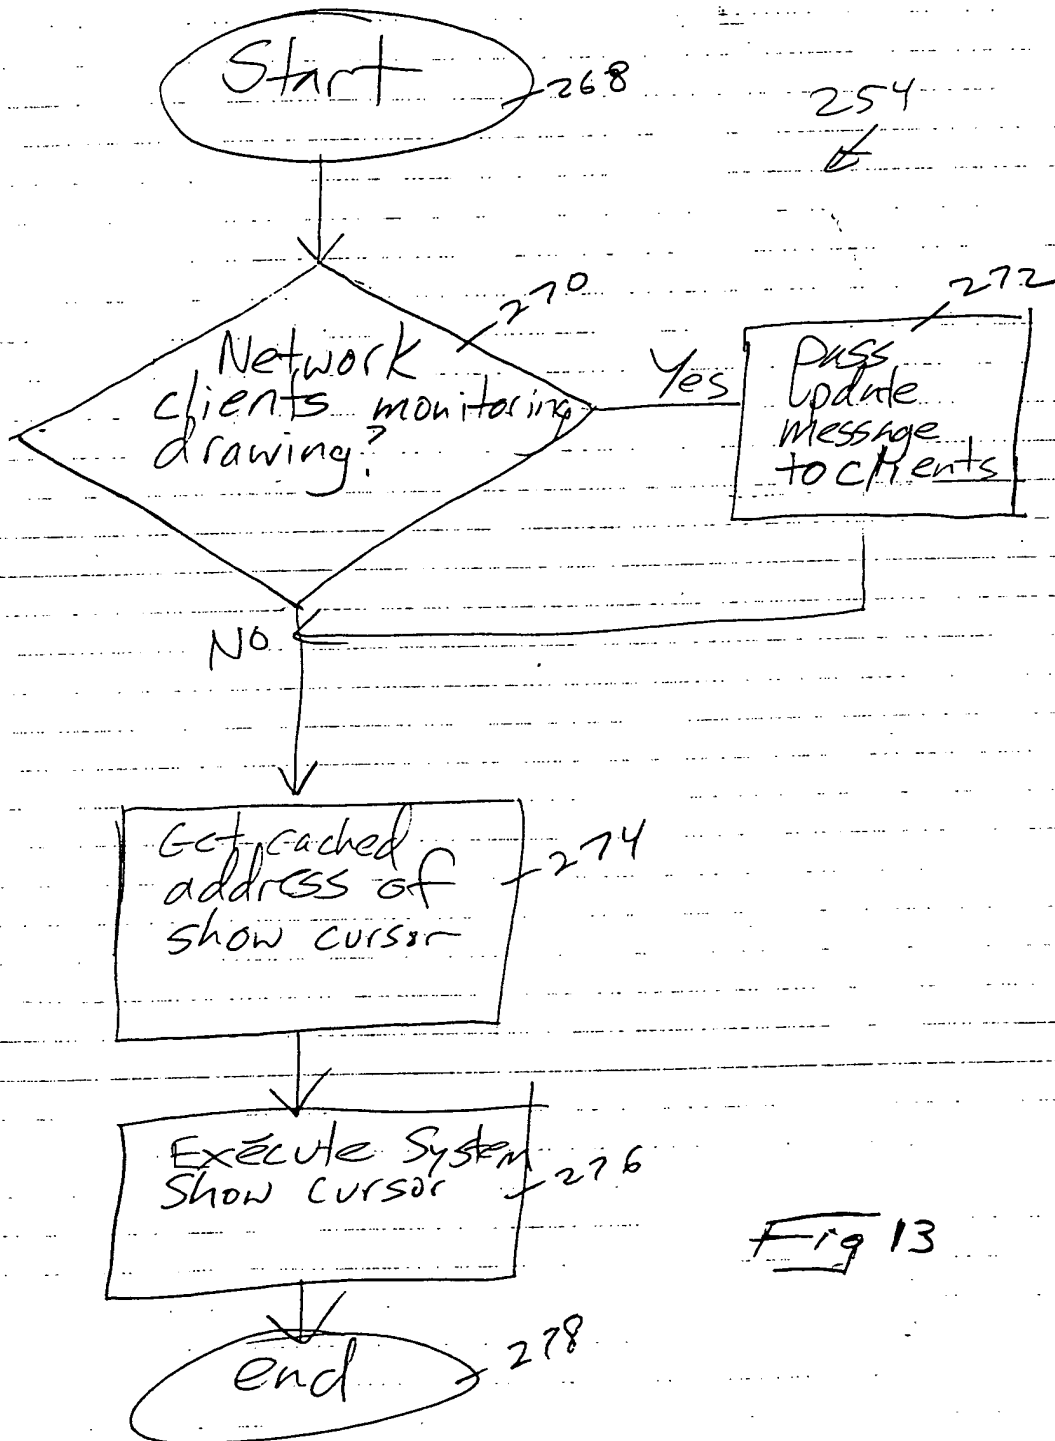 Start
268
254
270
Network
clients monitoring
drawing?
Yes
272
pass
update
message
to clients
NO
Get cached
address of
show cursor
274
Execute System
Show cursor
276
Fig 13
end
278